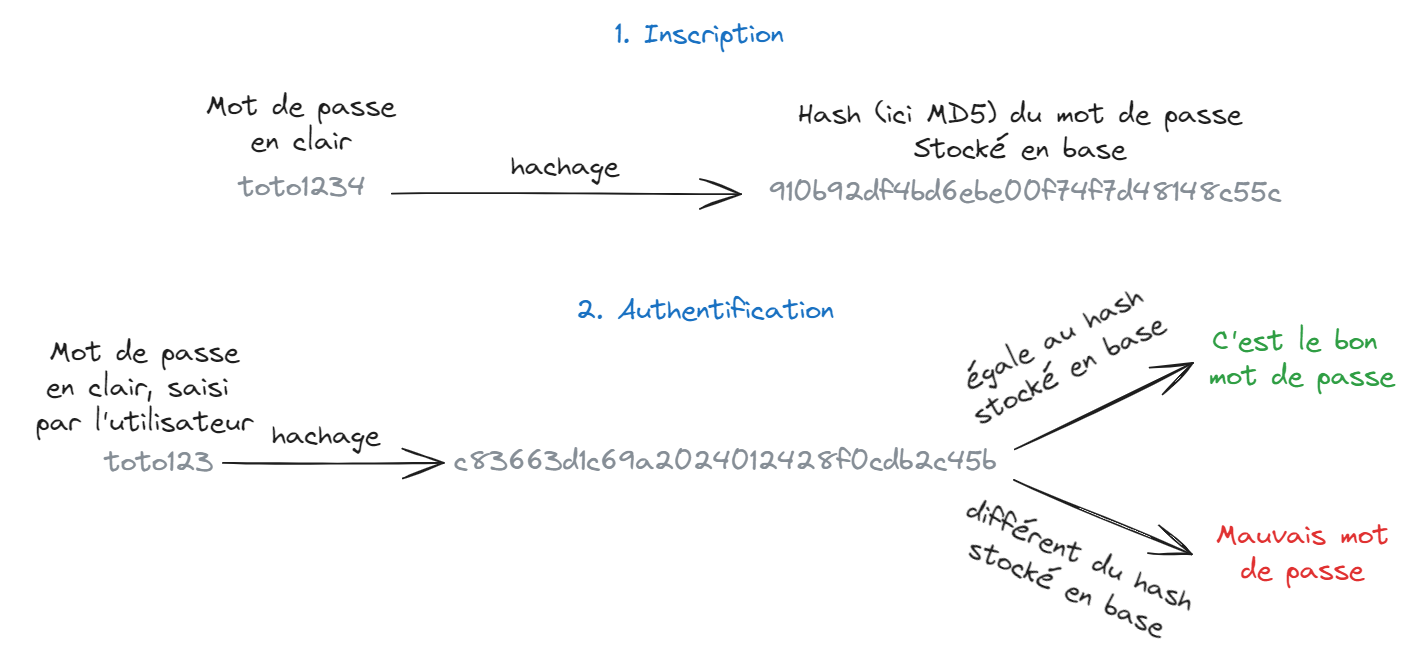 1. Inscription
Mot de passe
en clair
toto1234
hachage
Hash (ici MD5) du mot de passe
Stocké en base
910b92df4bd6ebe00f74f7d48148c55c
2. Authentification
Mot de passe
en clair, saisi
par l'utilisateur
toto123
hachage
c83663d1c69a2024012428f0cdb2c45b
égale au hash
stocké en base
C'est le bon
mot de passe
différent du hash
stocké en base
Mauvais mot
de passe